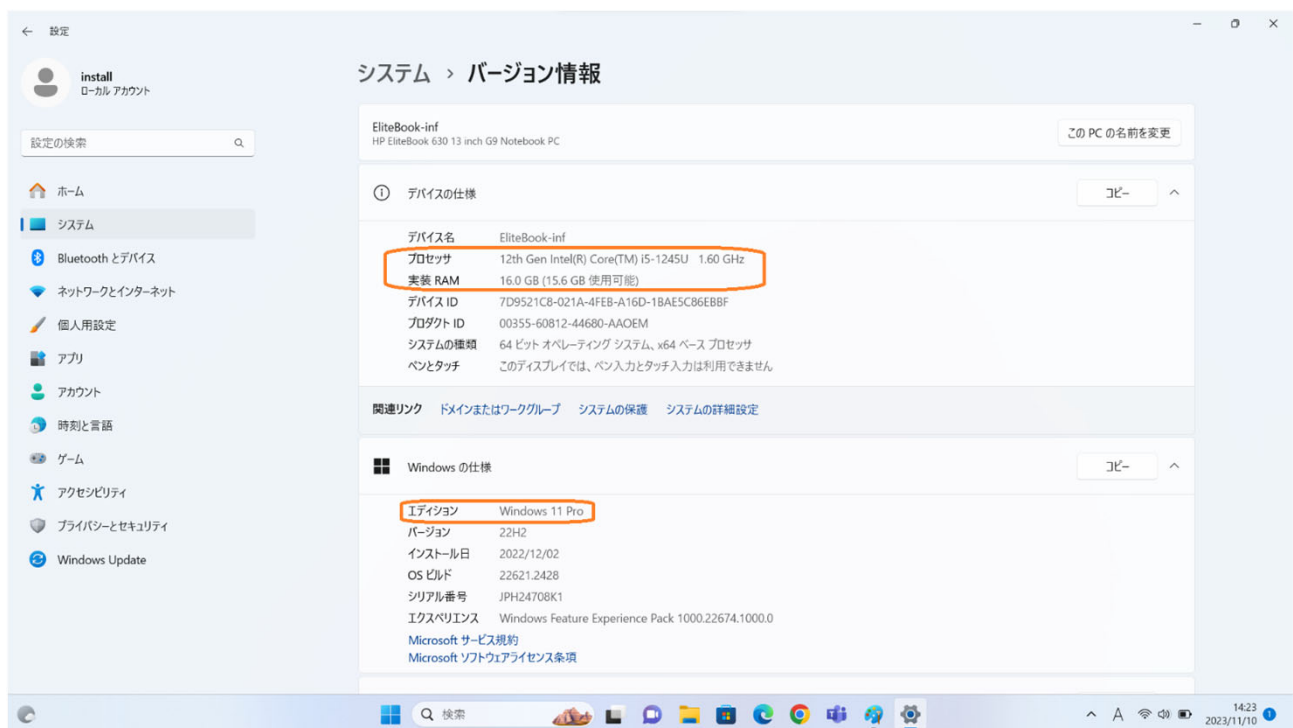 設定
install
ローカル アカウント
設定の検索
ホーム
システム
Bluetooth とデバイス
ネットワークとインターネット
個人用設定
アプリ
アカウント
時刻と言語
ゲーム
アクセシビリティ
プライバシーとセキュリティ
Windows Update
システム › バージョン情報
EliteBook-inf
HP EliteBook 630 13 inch G9 Notebook PC
この PC の名前を変更
デバイスの仕様
コピー
デバイス名 EliteBook-inf
プロセッサ 12th Gen Intel(R) Core(TM) i5-1245U 1.60 GHz
実装 RAM 16.0 GB (15.6 GB 使用可能)
デバイス ID 7D9521C8-021A-4FEB-A16D-1BAE5C86EBBF
プロダクト ID 00355-60812-44680-AAOEM
システムの種類 64 ビット オペレーティング システム、x64 ベース プロセッサ
ペンとタッチ このディスプレイでは、ペン入力とタッチ入力は利用できません
関連リンク ドメインまたはワークグループ システムの保護 システムの詳細設定
Windows の仕様
コピー
エディション Windows 11 Pro
バージョン 22H2
インストール日 2022/12/02
OS ビルド 22621.2428
シリアル番号 JPH24708K1
エクスペリエンス Windows Feature Experience Pack 1000.22674.1000.0
Microsoft サービス規約
Microsoft ソフトウェアライセンス条項
検索
A
14:23
2023/11/10
1